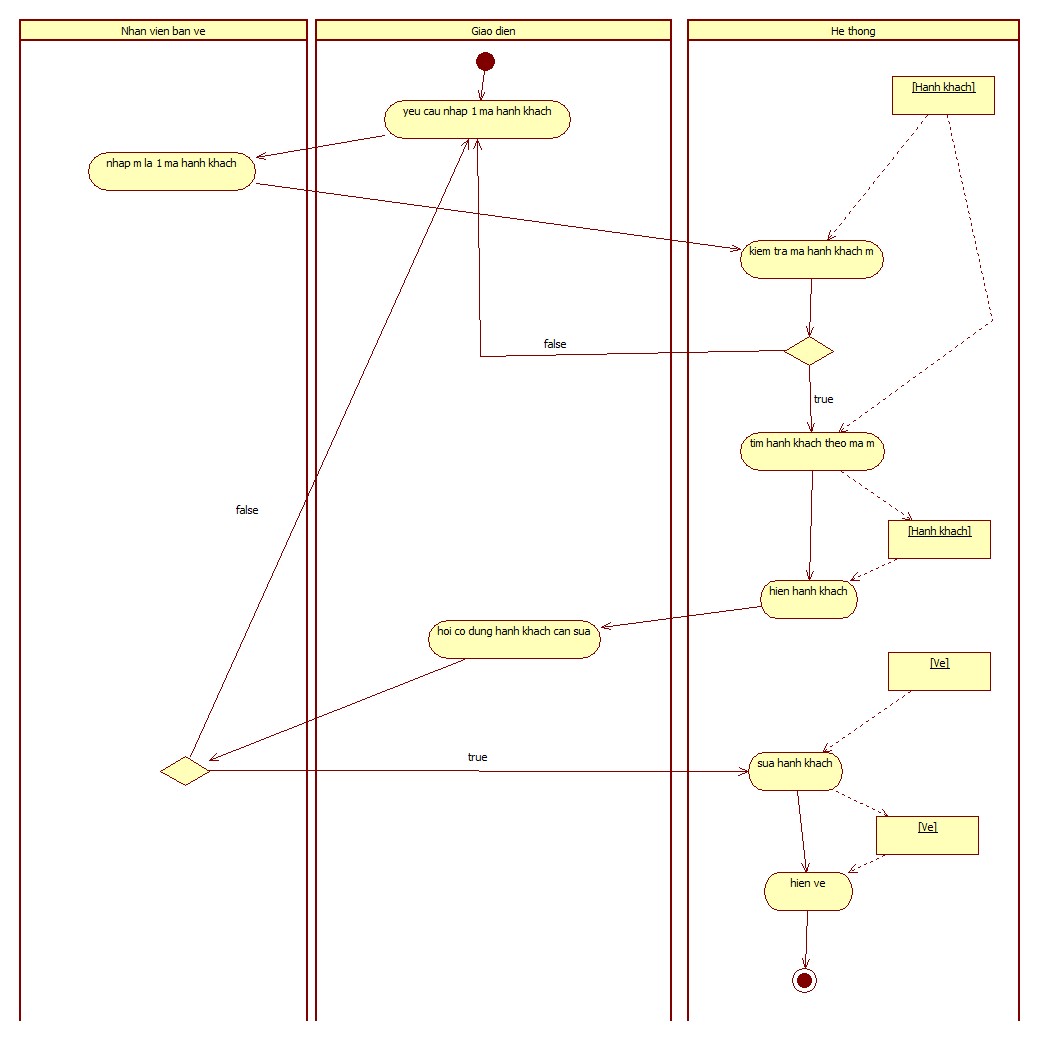 Nhan vien ban ve
Giao dien
He thong
[Hanh khach]
yeu cau nhap 1 ma hanh khach
nhap m la 1 ma hanh khach
kiem tra ma hanh khach m
false
true
tim hanh khach theo ma m
false
[Hanh khach]
hien hanh khach
hoi co dung hanh khach can sua
[Ve]
true
sua hanh khach
[Ve]
hien ve